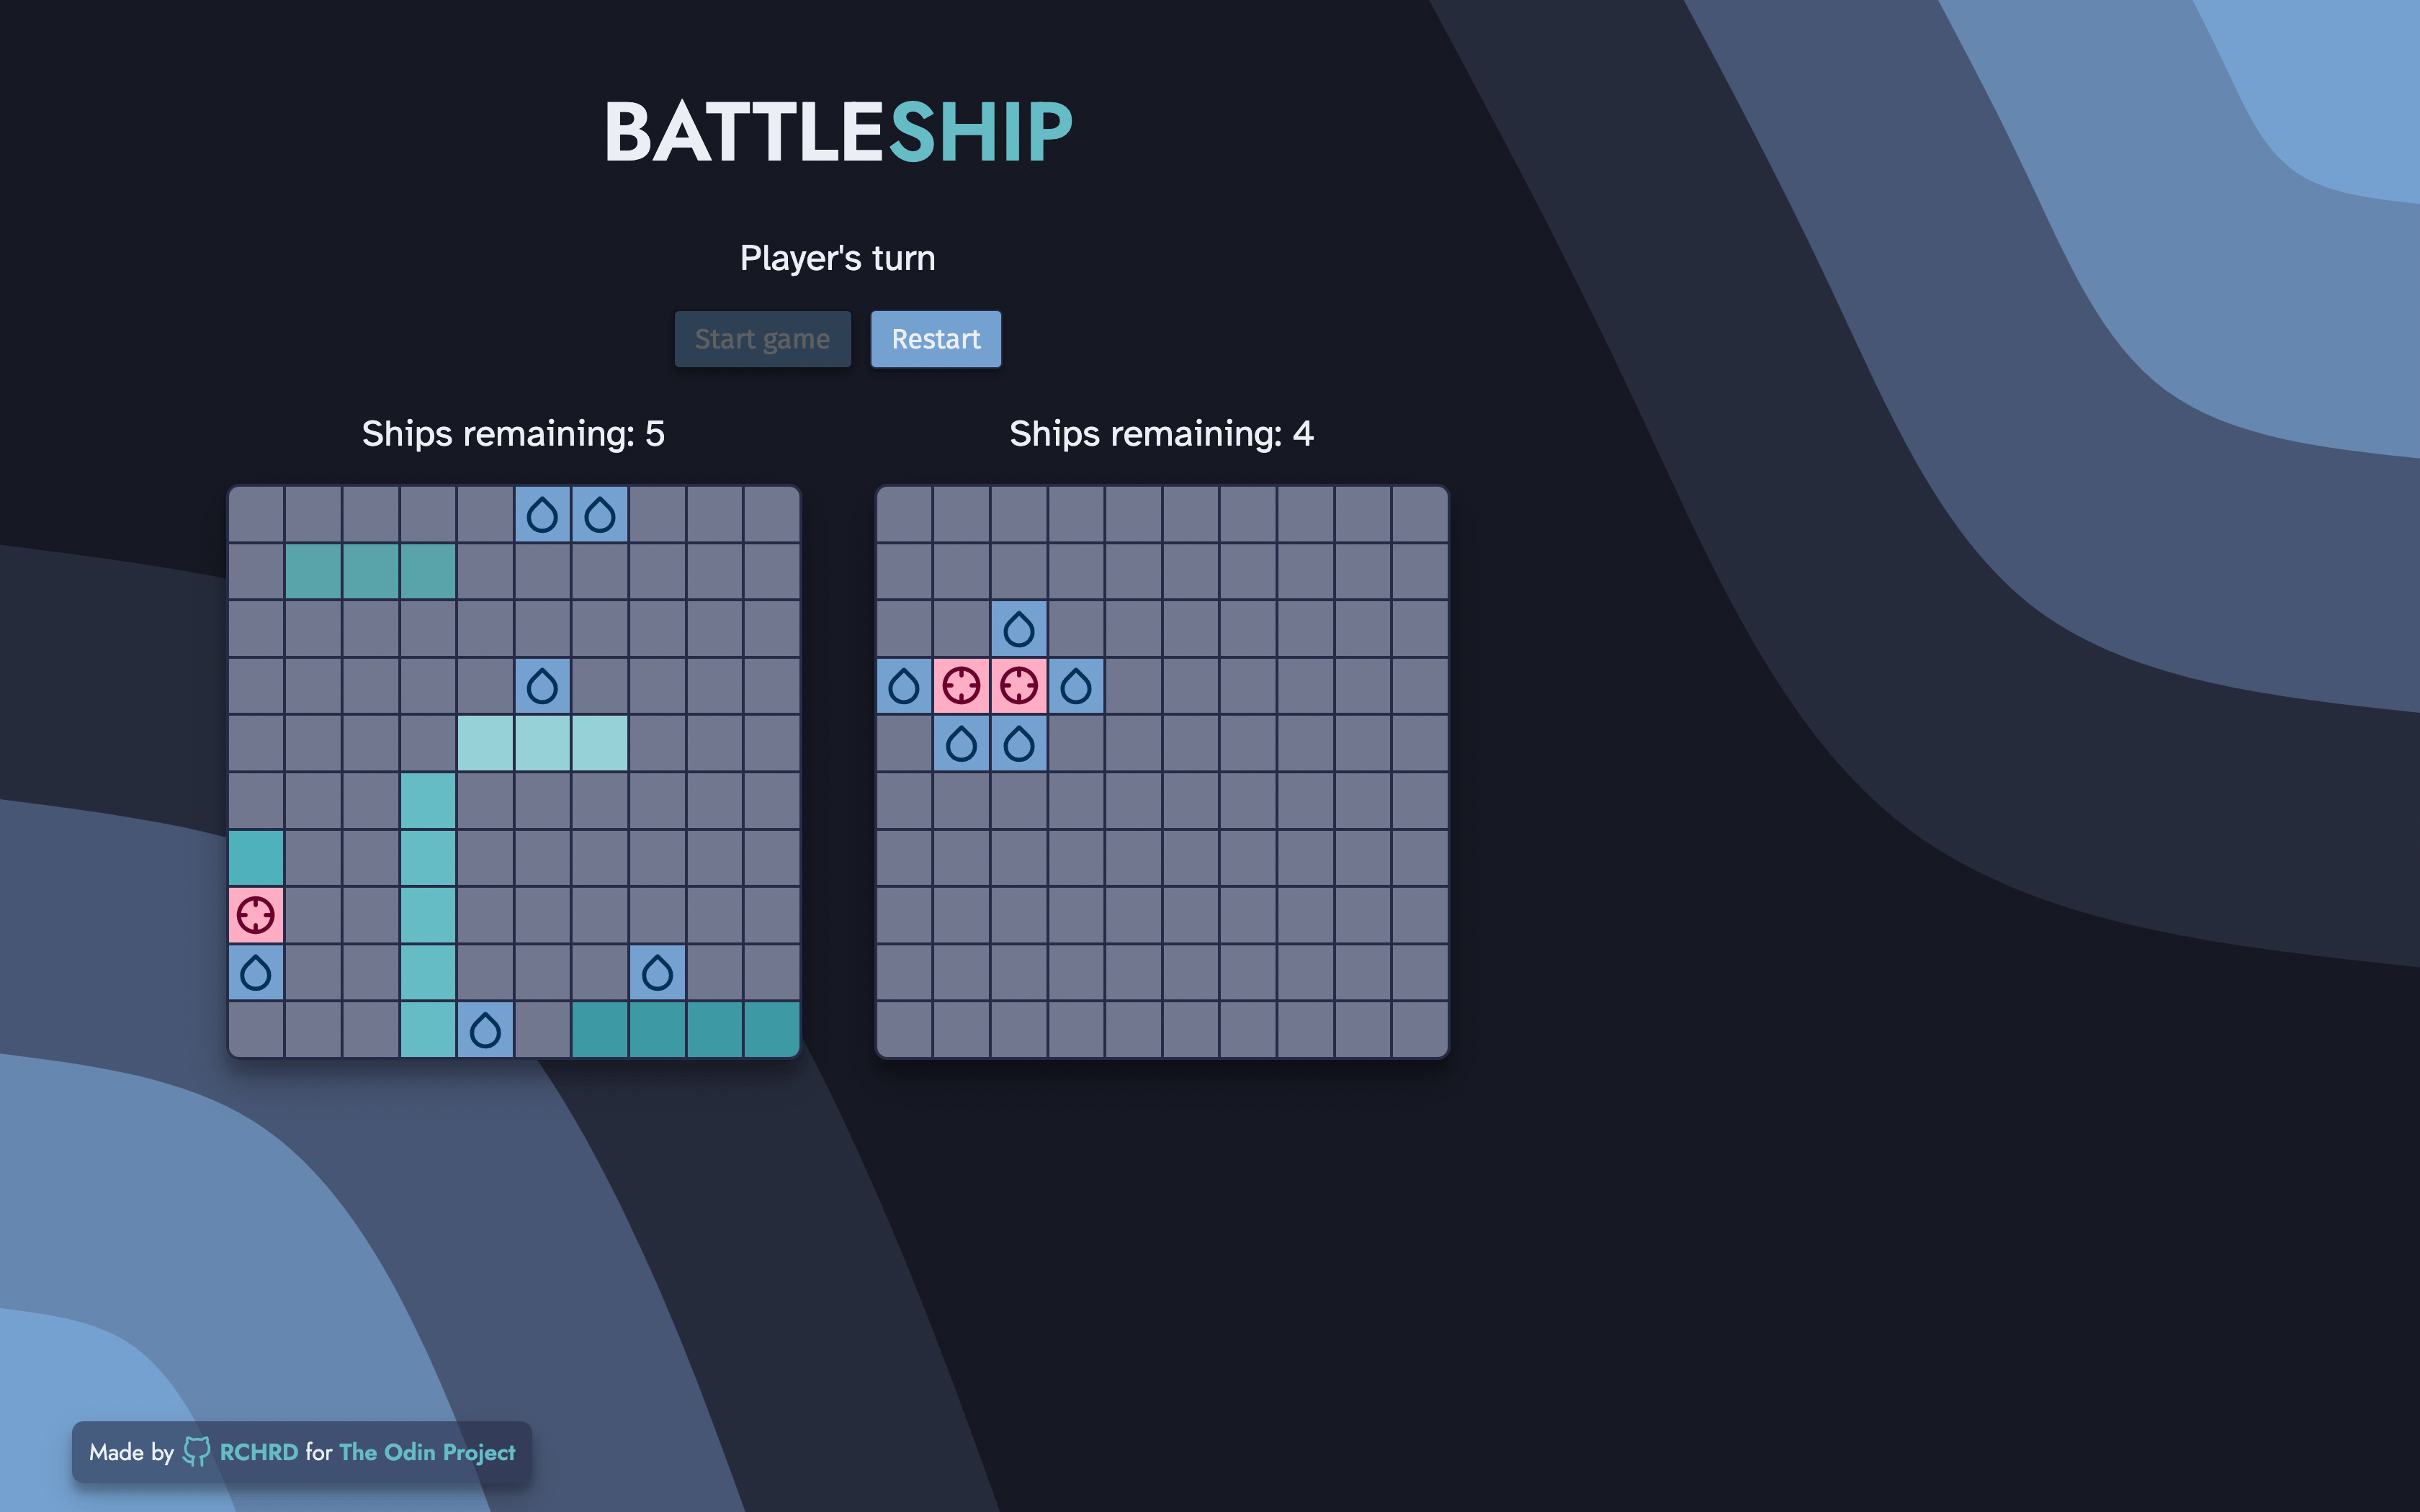 BATTLESHIP
Player's turn
Start game
Restart
Ships remaining: 5
Ships remaining: 4
Made by RCHRD for The Odin Project